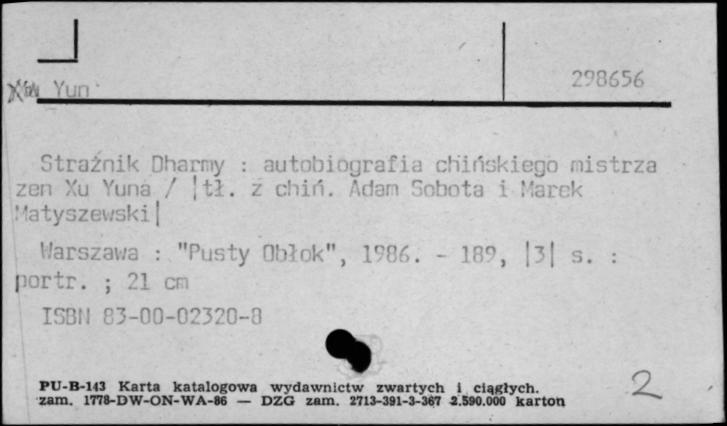 Xu Yun
298656
Strażnik Dharmy : autobiografia chińskiego mistrza
zen Xu Yuna / |tł. z chiń. Adam Sobota i Marek
Matyszewski|
Warszawa : "Pusty Obłok", 1986. - 189, |3| s. :
portr. ; 21 cm
ISBN 83-00-02320-8
PU-B-143 Karta katalogowa wydawnictw zwartych i ciągłych.
zam. 1778-DW-ON-WA-86 — DZG zam. 2713-391-3-367 2.590.000 karton
2